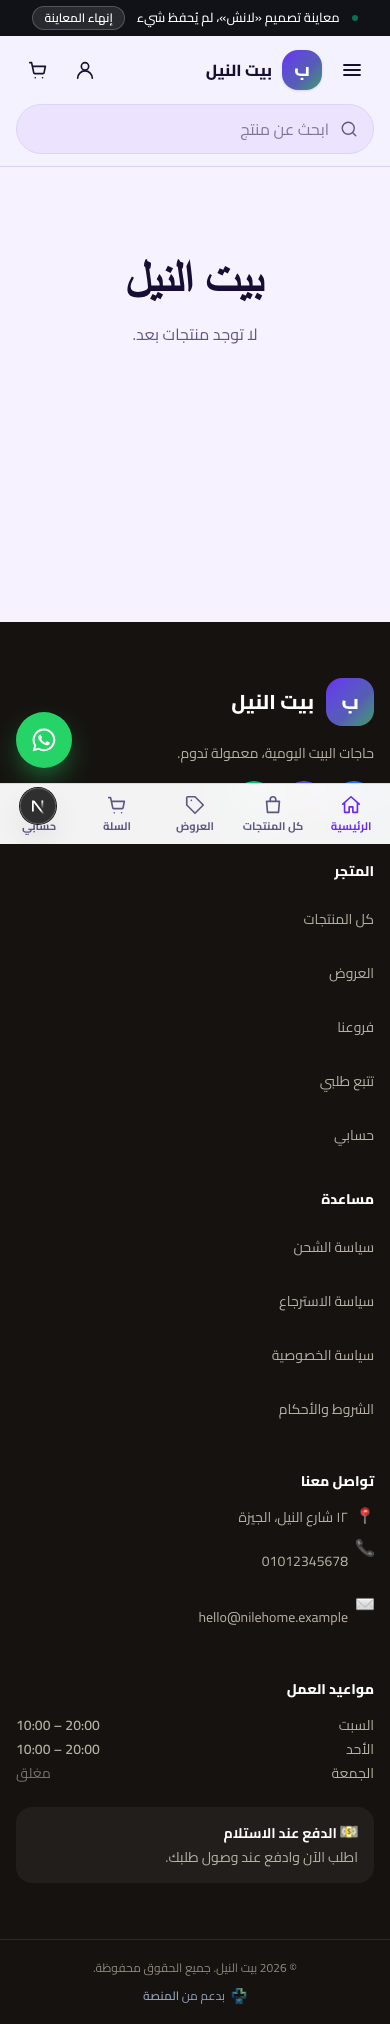 معاينة تصميم «لانش»، لم يُحفظ شيء
إنهاء المعاينة
ب
بيت النيل
ابحث عن منتج
بيت النيل
لا توجد منتجات بعد.
ب
بيت النيل
حاجات البيت اليومية، معمولة تدوم.
الرئيسية
كل المنتجات
العروض
السلة
حسابي
N
المتجر
كل المنتجات
العروض
فروعنا
تتبع طلبي
حسابي
مساعدة
سياسة الشحن
سياسة الاسترجاع
سياسة الخصوصية
الشروط والأحكام
تواصل معنا
١٢ شارع النيل، الجيزة
01012345678
hello@nilehome.example
مواعيد العمل
السبت 10:00 – 20:00
الأحد 10:00 – 20:00
الجمعة مغلق
الدفع عند الاستلام
اطلب الآن وادفع عند وصول طلبك.
© 2026 بيت النيل. جميع الحقوق محفوظة.
بدعم من المنصة